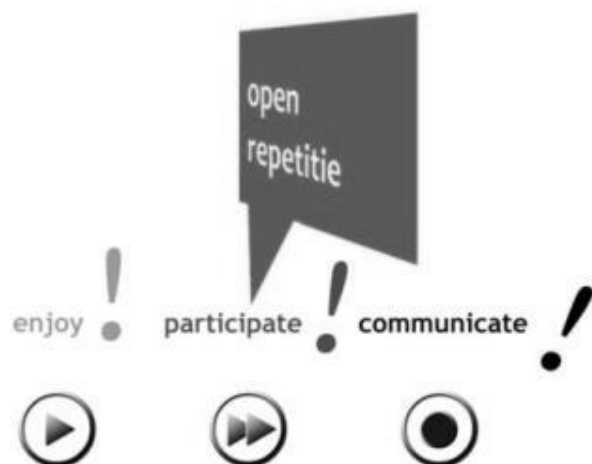 open
repetitie
enjoy ! participate ! communicate !